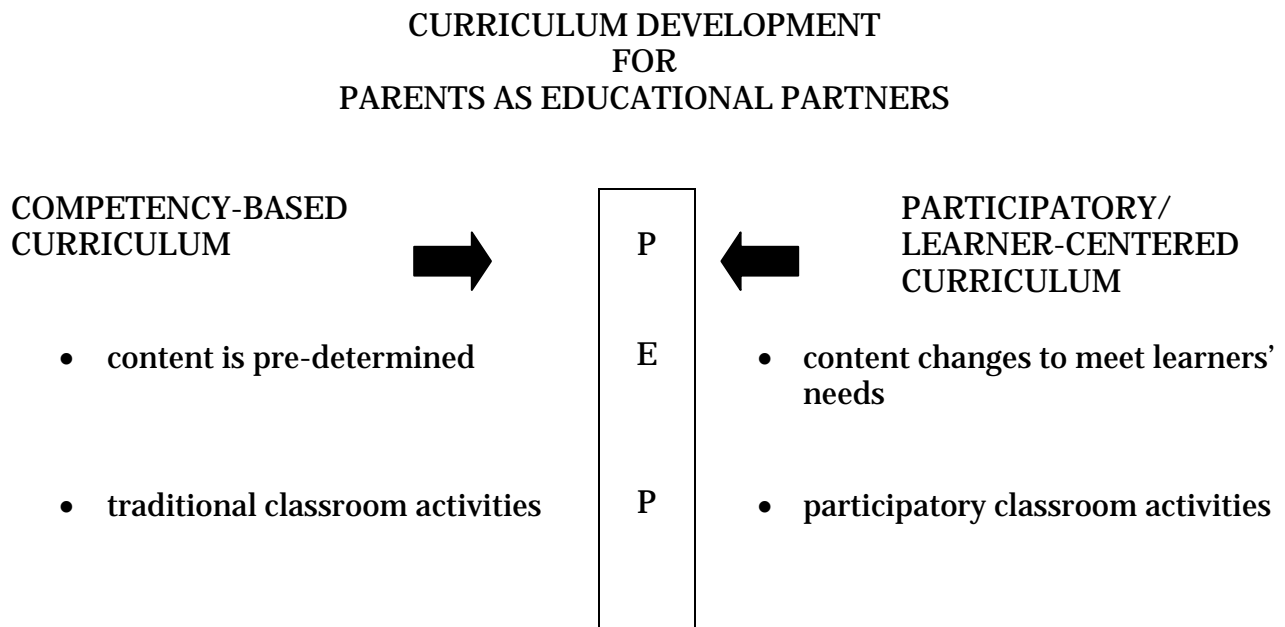 CURRICULUM DEVELOPMENT
FOR
PARENTS AS EDUCATIONAL PARTNERS
COMPETENCY-BASED
CURRICULUM
• content is pre-determined
• traditional classroom activities
P
E
P
PARTICIPATORY/
LEARNER-CENTERED
CURRICULUM
• content changes to meet learners’
needs
• participatory classroom activities